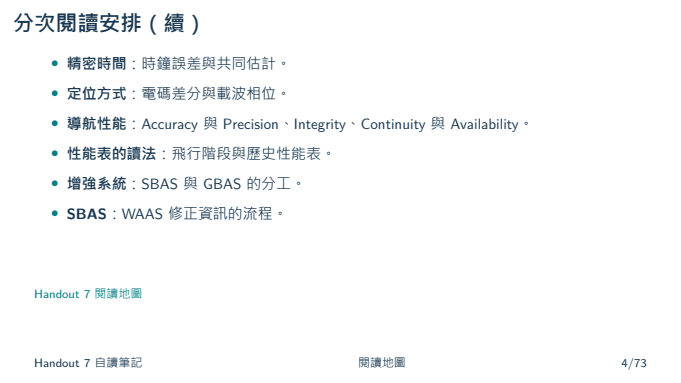 分次閱讀安排（續）
• 精密時間：時鐘誤差與共同估計。
• 定位方式：電碼差分與載波相位。
• 導航性能：Accuracy 與 Precision、Integrity、Continuity 與 Availability。
• 性能表的讀法：飛行階段與歷史性能表。
• 增強系統：SBAS 與 GBAS 的分工。
• SBAS：WAAS 修正資訊的流程。
Handout 7 閱讀地圖
Handout 7 自讀筆記 閱讀地圖 4/73